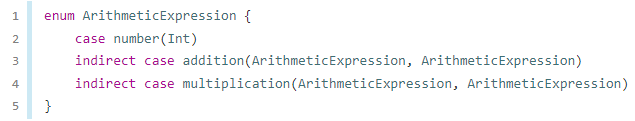 1 enum ArithmeticExpression {
2     case number(Int)
3     indirect case addition(ArithmeticExpression, ArithmeticExpression)
4     indirect case multiplication(ArithmeticExpression, ArithmeticExpression)
5 }